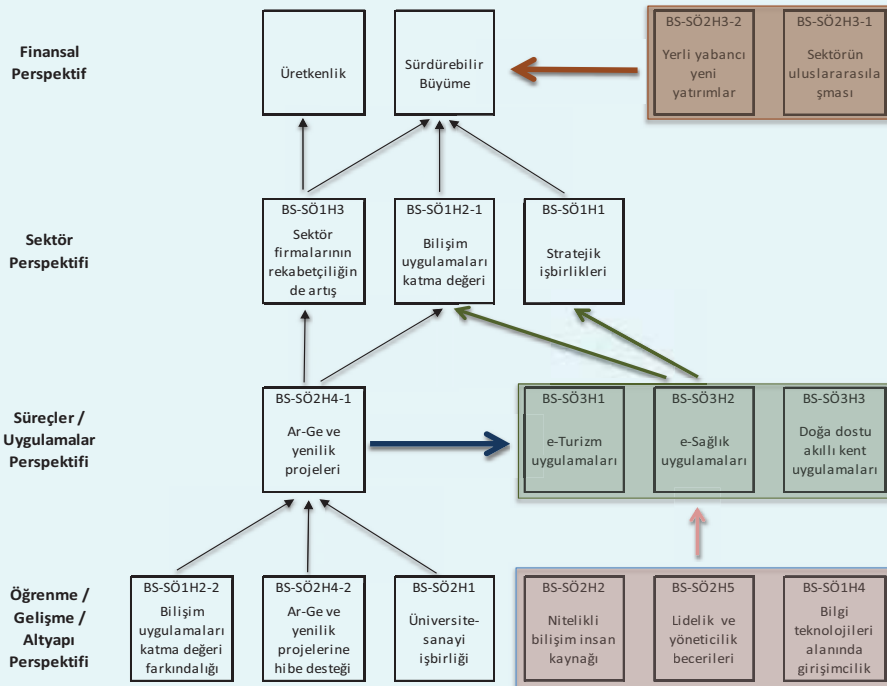 Finansal
Perspektif
Üretkenlik
Sürdürebilir
Büyüme
BS-SÖ2H3-2
Yerli yabancı
yeni
yatırımlar
BS-SÖ2H3-1
Sektörün
uluslararasıla
şması
Sektör
Perspektifi
BS-SÖ1H3
Sektör
firmalarının
rekabetçiliğin
de artış
BS-SÖ1H2-1
Bilişim
uygulamaları
katma değeri
BS-SÖ1H1
Stratejik
işbirlikleri
Süreçler /
Uygulamalar
Perspektifi
BS-SÖ2H4-1
Ar-Ge ve
yenilik
projeleri
BS-SÖ3H1
e-Turizm
uygulamaları
BS-SÖ3H2
e-Sağlık
uygulamaları
BS-SÖ3H3
Doğa dostu
akıllı kent
uygulamaları
Öğrenme /
Gelişme /
Altyapı
Perspektifi
BS-SÖ1H2-2
Bilişim
uygulamaları
katma değeri
farkındalığı
BS-SÖ2H4-2
Ar-Ge ve
yenilik
projelerine
hibe desteği
BS-SÖ2H1
Üniversite-
sanayi
işbirliği
BS-SÖ2H2
Nitelikli
bilişim insan
kaynağı
BS-SÖ2H5
Lidelik ve
yöneticilik
becerileri
BS-SÖ1H4
Bilgi
teknolojileri
alanında
girişimcilik